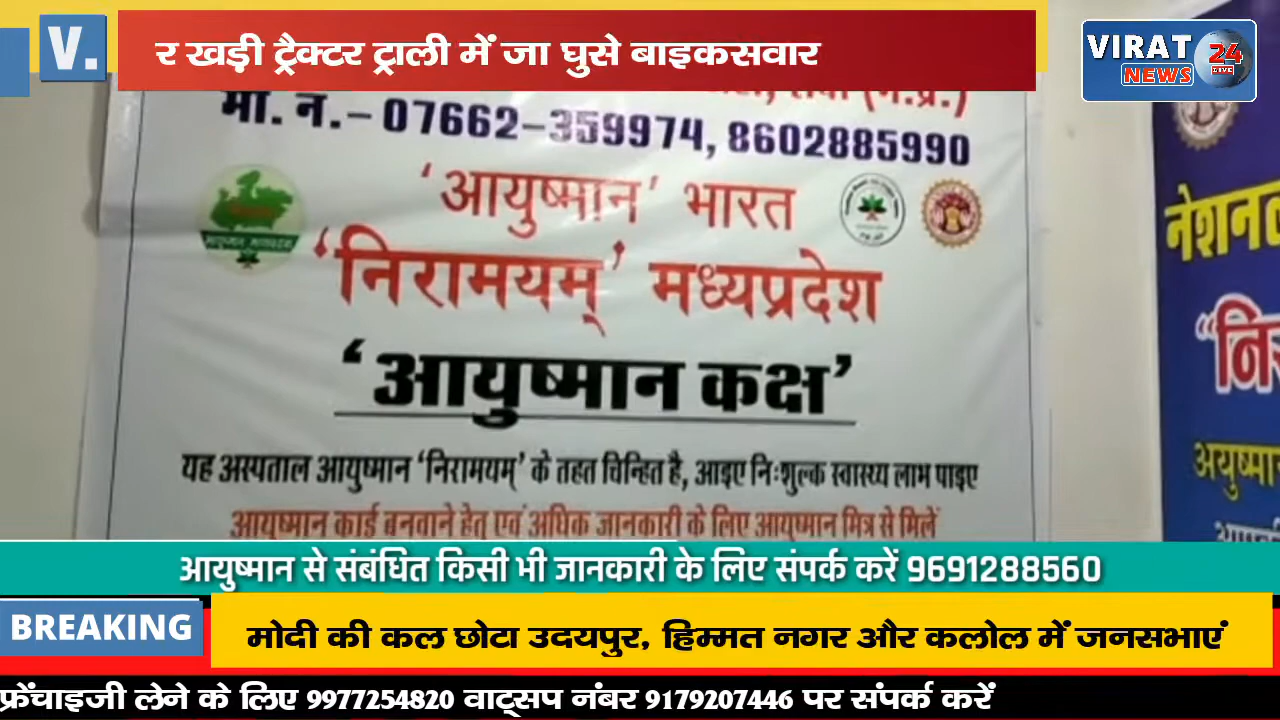 V.
र खड़ी ट्रैक्टर ट्राली में जा घुसे बाइकसवार
VIRAT 24
NEWS LIVE
मो. न.– 07662–359974, 8602885990
‘आयुष्मान’ भारत
‘निरामयम्’ मध्यप्रदेश
‘आयुष्मान कक्ष’
यह अस्पताल आयुष्मान ‘निरामयम्’ के तहत चिन्हित है, आइए निःशुल्क स्वास्थ्य लाभ पाइए
आयुष्मान कार्ड बनवाने हेतु एवं अधिक जानकारी के लिए आयुष्मान मित्र से मिलें
आयुष्मान से संबंधित किसी भी जानकारी के लिए संपर्क करें 9691288560
BREAKING
मोदी की कल छोटा उदयपुर, हिम्मत नगर और कलोल में जनसभाएं
फ्रेंचाइजी लेने के लिए 9977254820 वाट्सप नंबर 9179207446 पर संपर्क करें